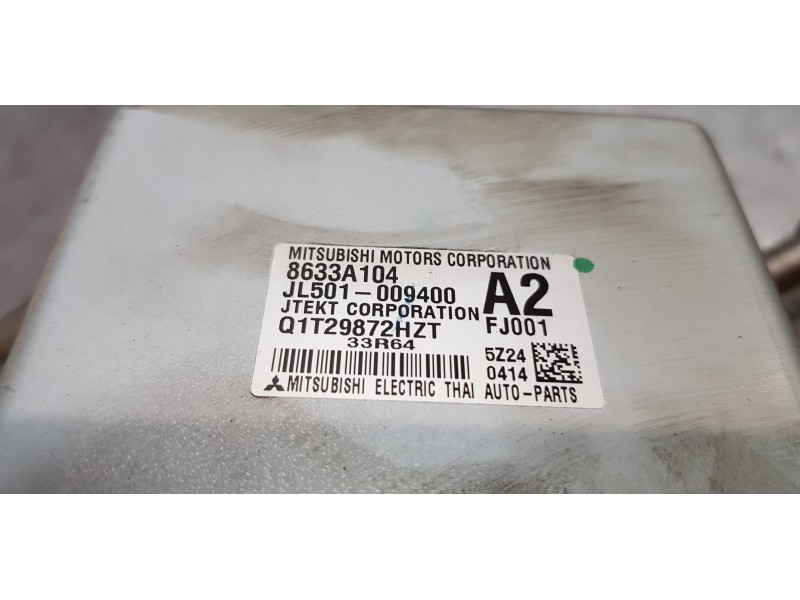 MITSUBISHI MOTORS CORPORATION
8633A104
JL501-009400
A2
JTEKT CORPORATION
Q1T29872HZT
FJ001
33R64
5Z24
0414
MITSUBISHI ELECTRIC THAI AUTO-PARTS